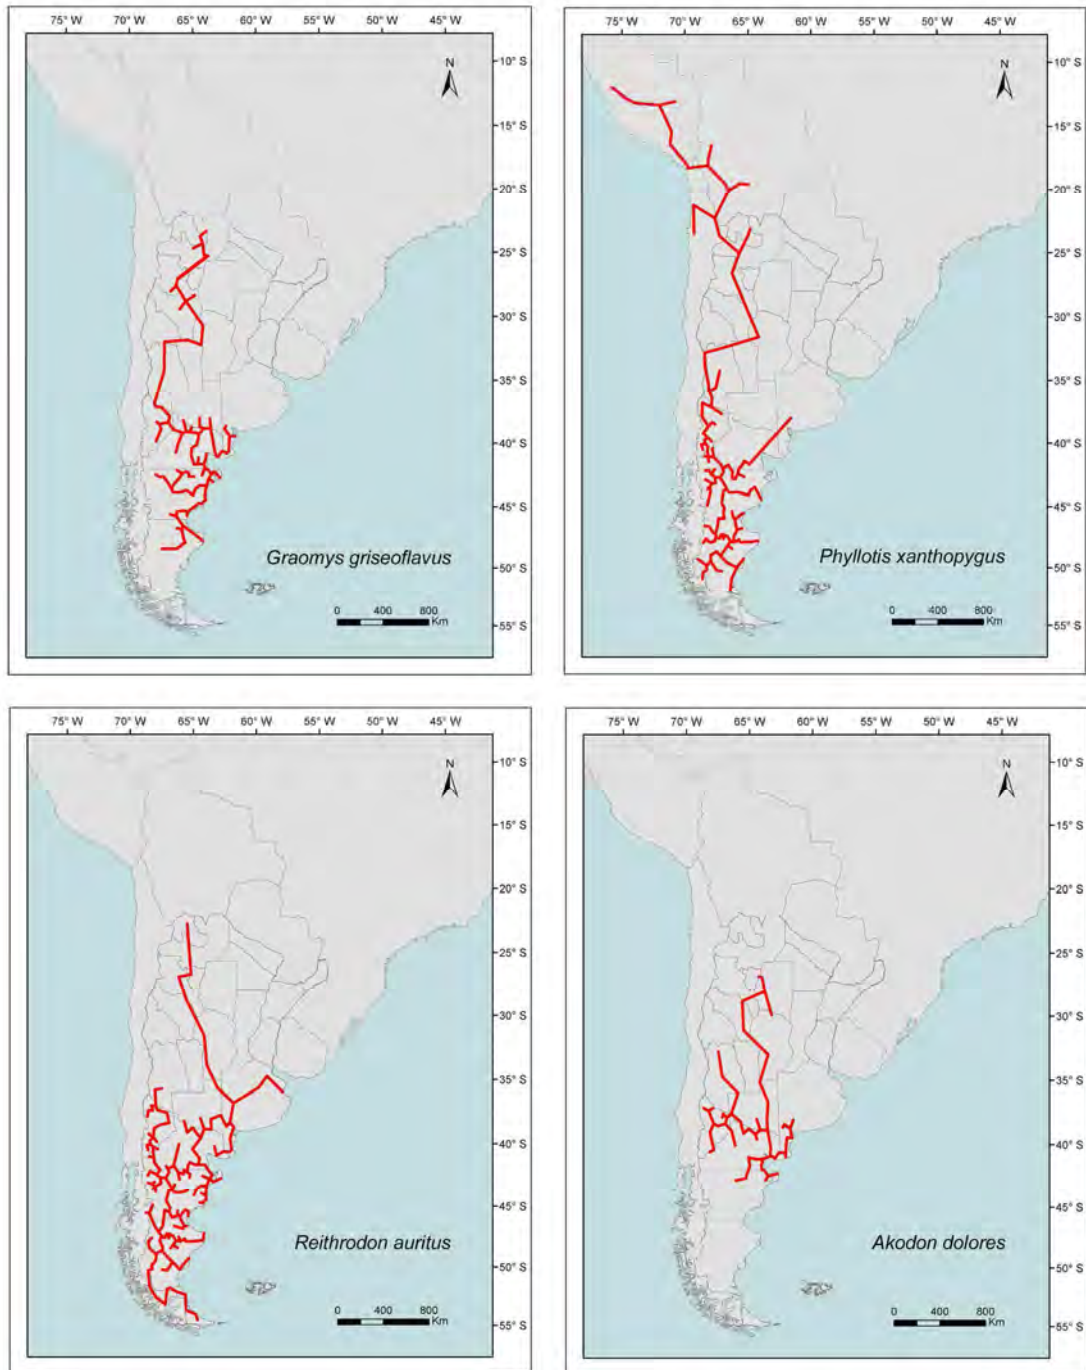 75° W 70° W 65° W 60° W 55° W 50° W 45° W
10° S
N
15° S
20° S
25° S
30° S
35° S
40° S
45° S
Graomys griseoflavus
50° S
0 400 800
Km
55° S
75° W 70° W 65° W 60° W 55° W 50° W 45° W
10° S
N
15° S
20° S
25° S
30° S
35° S
40° S
45° S
Phyllotis xanthopygus
50° S
0 400 800
Km
55° S
75° W 70° W 65° W 60° W 55° W 50° W 45° W
10° S
N
15° S
20° S
25° S
30° S
35° S
40° S
45° S
Reithrodon auritus
50° S
0 400 800
Km
55° S
75° W 70° W 65° W 60° W 55° W 50° W 45° W
10° S
N
15° S
20° S
25° S
30° S
35° S
40° S
45° S
Akodon dolores
50° S
0 400 800
Km
55° S